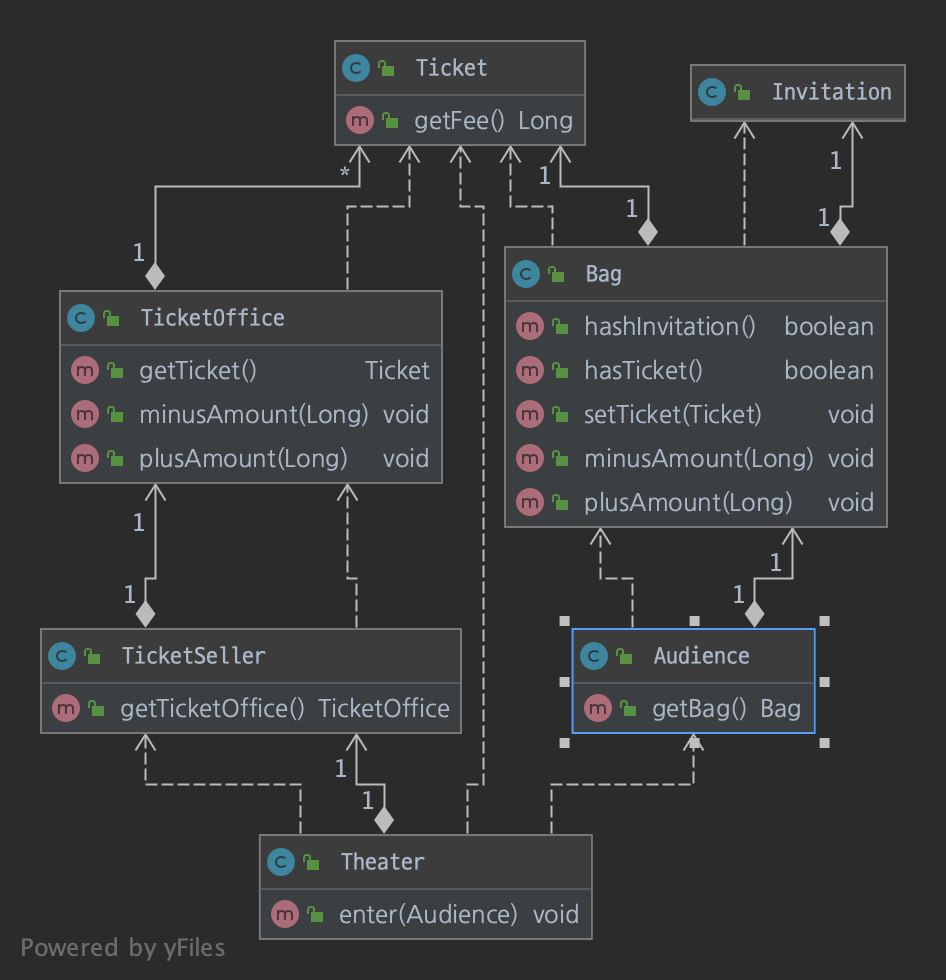 Ticket
getFee() Long
Invitation
*
1
1
1
1
1
TicketOffice
getTicket() Ticket
minusAmount(Long) void
plusAmount(Long) void
Bag
hashInvitation() boolean
hasTicket() boolean
setTicket(Ticket) void
minusAmount(Long) void
plusAmount(Long) void
1
1
1
1
TicketSeller
getTicketOffice() TicketOffice
Audience
getBag() Bag
1
1
Theater
enter(Audience) void
Powered by yFiles